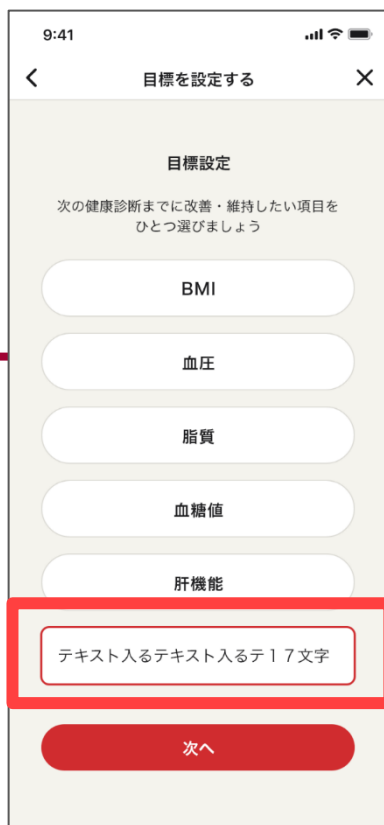 9:41
目標を設定する
目標設定
次の健康診断までに改善・維持したい項目を
ひとつ選びましょう
BMI
血圧
脂質
血糖値
肝機能
テキスト入るテキスト入るテ１７文字
次へ